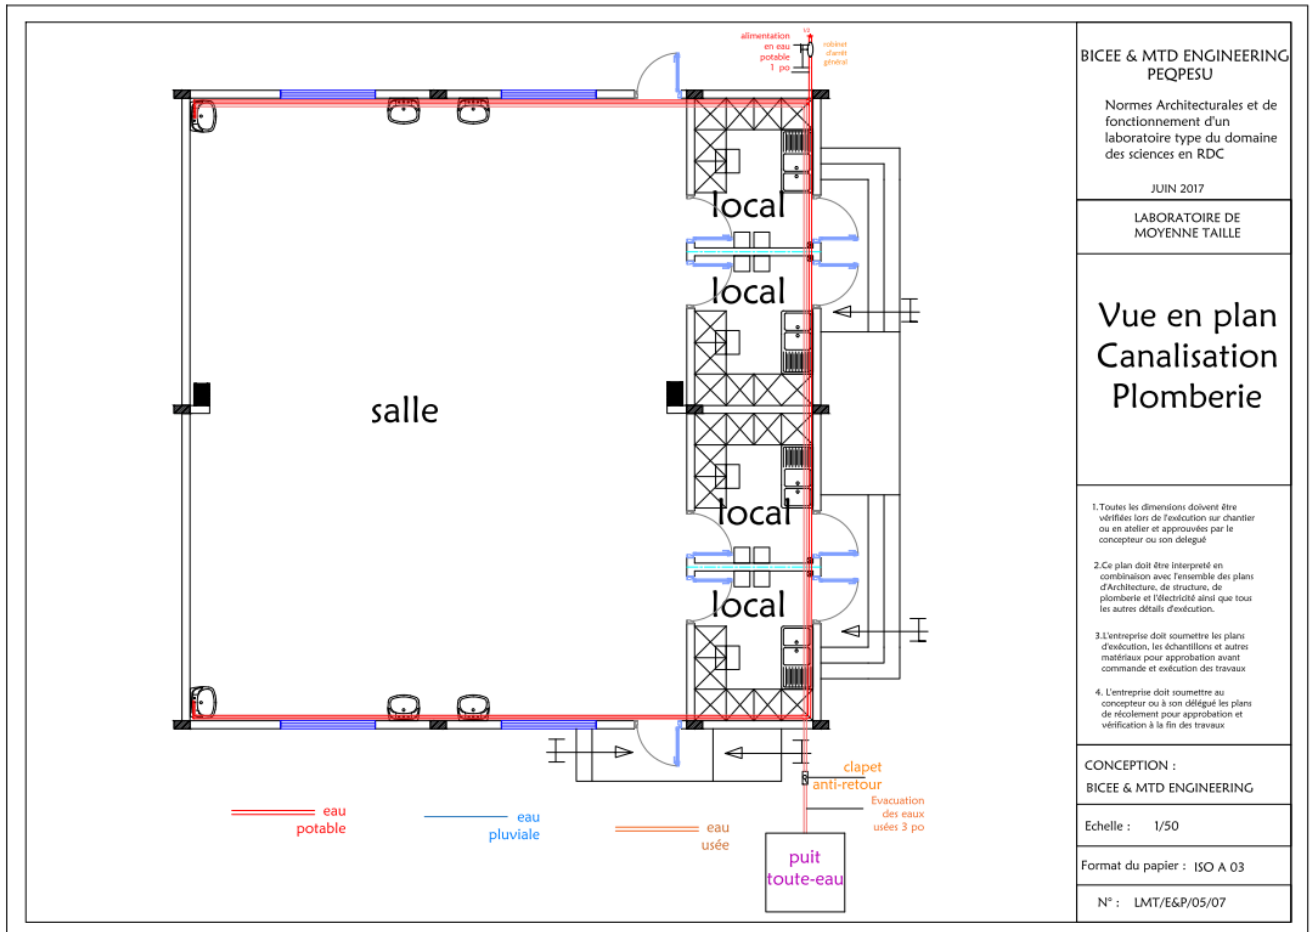 alimentation
en eau
potable
1 po
robinet
d'arrêt
général
local
local
salle
local
local
clapet
anti-retour
Evacuation
des eaux
usées 3 po
puit
toute-eau
eau
potable
eau
pluviale
eau
usée
BICEE & MTD ENGINEERING
PEQPESU
Normes Architecturales et de
fonctionnement d'un
laboratoire type du domaine
des sciences en RDC
JUIN 2017
LABORATOIRE DE
MOYENNE TAILLE
Vue en plan
Canalisation
Plomberie
1. Toutes les dimensions doivent être
vérifiées lors de l'exécution sur chantier
ou en atelier et approuvées par le
concepteur ou son delegué
2.Ce plan doit être interpreté en
combinaison avec l'ensemble des plans
d'Architecture, de structure, de
plomberie et l'électricité ainsi que tous
les autres détails d'exécution.
3.L'entreprise doit soumettre les plans
d'exécution, les échantillons et autres
matériaux pour approbation avant
commande et exécution des travaux
4. L'entreprise doit soumettre au
concepteur ou à son délégué les plans
de récolement pour approbation et
vérification à la fin des travaux
CONCEPTION :
BICEE & MTD ENGINEERING
Echelle : 1/50
Format du papier : ISO A 03
N° : LMT/E&P/05/07